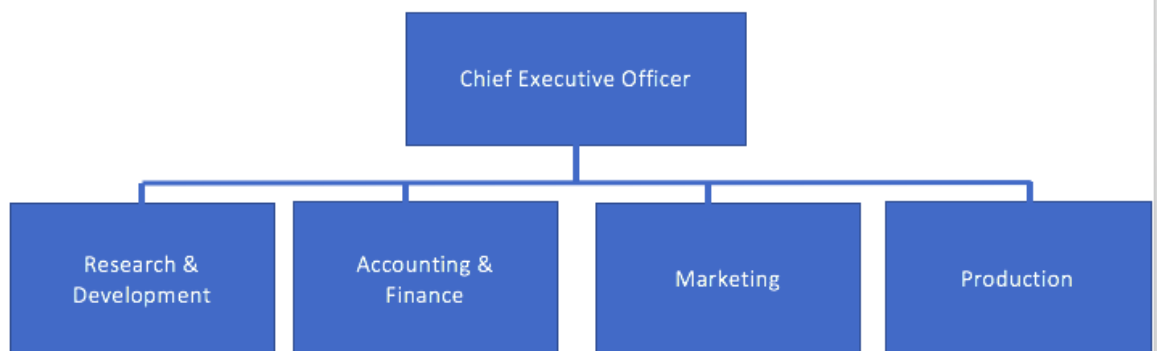 Chief Executive Officer
Research &
Development
Accounting &
Finance
Marketing
Production